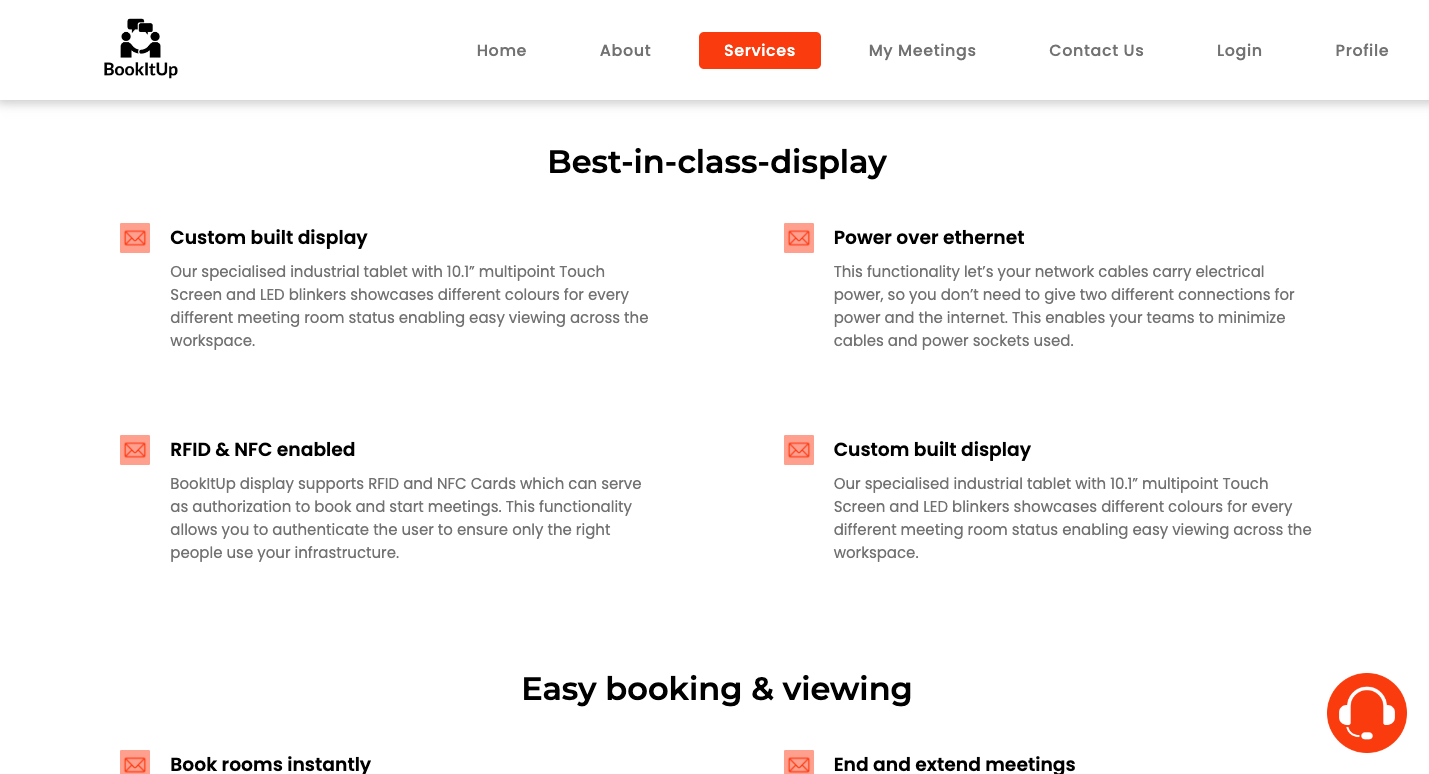 BookItUp
Home
About
Services
My Meetings
Contact Us
Login
Profile
Best-in-class-display
Custom built display
Our specialised industrial tablet with 10.1” multipoint Touch
Screen and LED blinkers showcases different colours for every
different meeting room status enabling easy viewing across the
workspace.
Power over ethernet
This functionality let’s your network cables carry electrical
power, so you don’t need to give two different connections for
power and the internet. This enables your teams to minimize
cables and power sockets used.
RFID & NFC enabled
BookItUp display supports RFID and NFC Cards which can serve
as authorization to book and start meetings. This functionality
allows you to authenticate the user to ensure only the right
people use your infrastructure.
Custom built display
Our specialised industrial tablet with 10.1” multipoint Touch
Screen and LED blinkers showcases different colours for every
different meeting room status enabling easy viewing across the
workspace.
Easy booking & viewing
Book rooms instantly
End and extend meetings